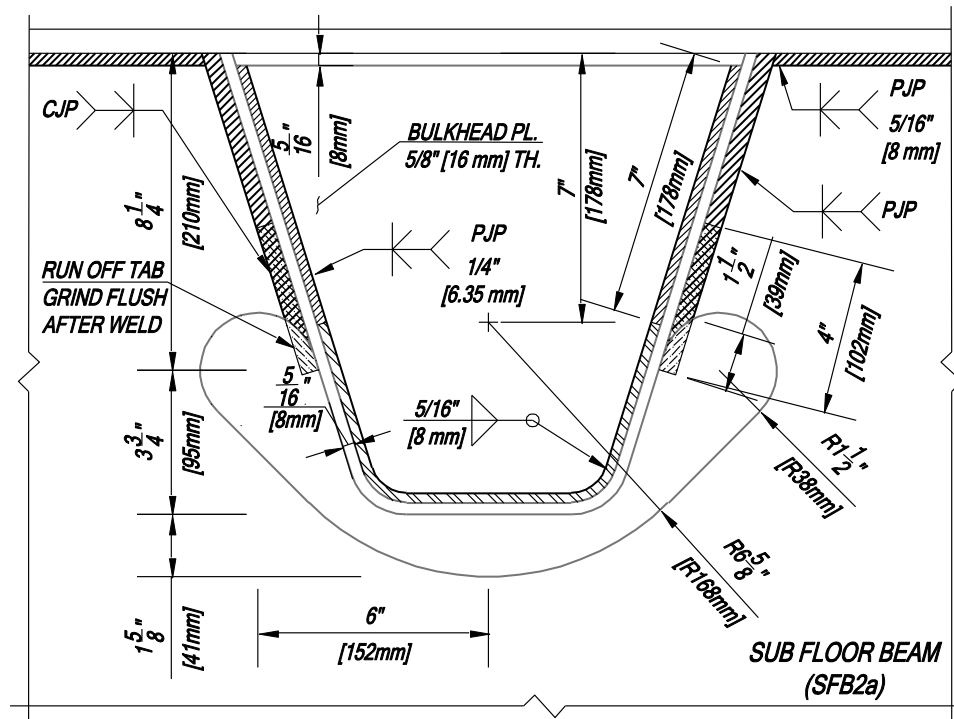 CJP
5/16"
[8mm]
BULKHEAD PL.
5/8" [16 mm] TH.
7"
[178mm]
7"
[178mm]
PJP
5/16"
[8 mm]
PJP
8 1/4"
[210mm]
PJP
1/4"
[6.35 mm]
1 1/2"
[39mm]
4"
[102mm]
RUN OFF TAB
GRIND FLUSH
AFTER WELD
5/16"
[8mm]
5/16"
[8 mm]
3 3/4"
[95mm]
R1 1/2"
[R38mm]
R6 5/8"
[R168mm]
1 5/8"
[41mm]
6"
[152mm]
SUB FLOOR BEAM
(SFB2a)